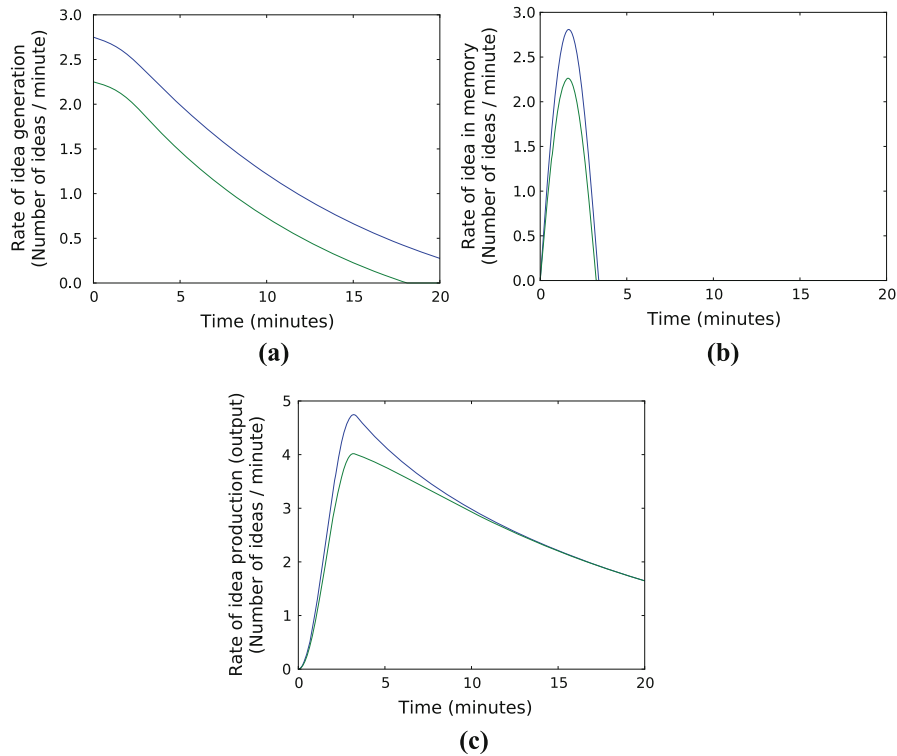 Rate of idea generation
(Number of ideas / minute)
3.0
2.5
2.0
1.5
1.0
0.5
0.0
0 5 10 15 20
Time (minutes)
(a)
Rate of idea in memory
(Number of ideas / minute)
3.0
2.5
2.0
1.5
1.0
0.5
0.0
0 5 10 15 20
Time (minutes)
(b)
Rate of idea production (output)
(Number of ideas / minute)
5
4
3
2
1
0
0 5 10 15 20
Time (minutes)
(c)